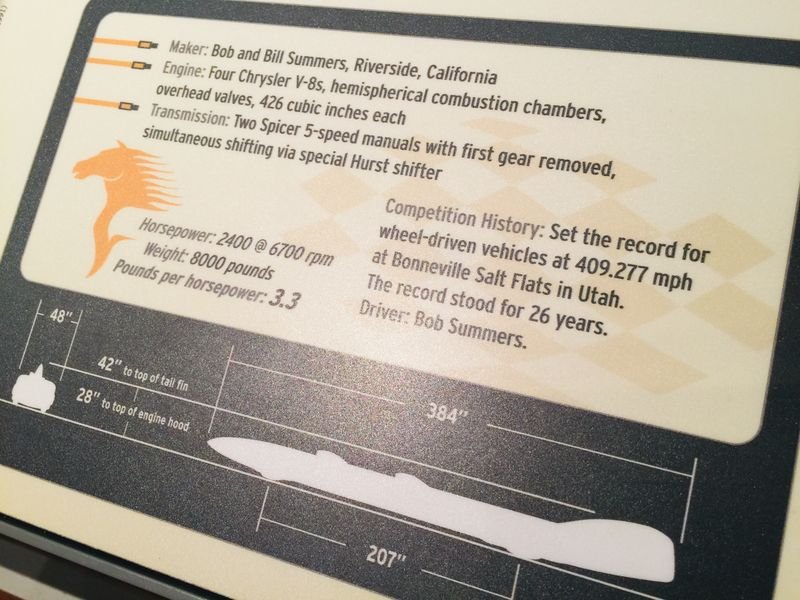 Maker: Bob and Bill Summers, Riverside, California
Engine: Four Chrysler V-8s, hemispherical combustion chambers,
overhead valves, 426 cubic inches each
Transmission: Two Spicer 5-speed manuals with first gear removed,
simultaneous shifting via special Hurst shifter
Horsepower: 2400 @ 6700 rpm
Weight: 8000 pounds
Pounds per horsepower: 3.3
Competition History: Set the record for
wheel-driven vehicles at 409.277 mph
at Bonneville Salt Flats in Utah.
The record stood for 26 years.
Driver: Bob Summers.
48"
42" to top of tail fin
28" to top of engine hood
384"
207"